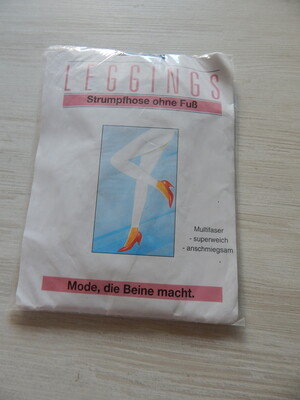 LEGGINGS
Strumpfhose ohne Fuß
Multifaser
- superweich
- anschmiegsam
Mode, die Beine macht.